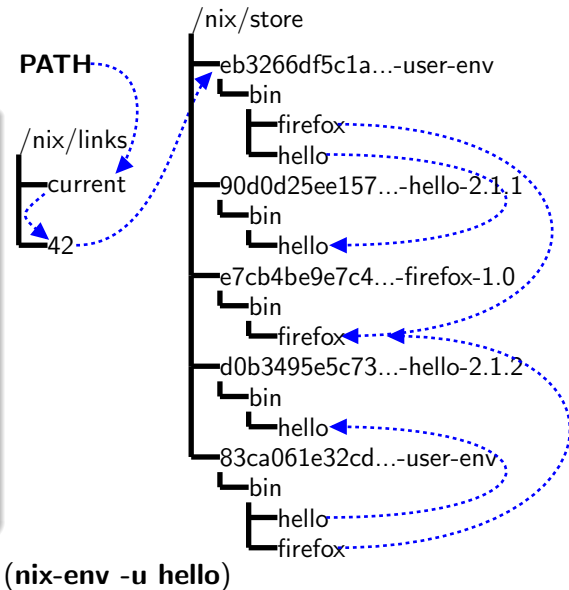 PATH
/nix/links
current
42
/nix/store
eb3266df5c1a...-user-env
bin
firefox
hello
90d0d25ee157...-hello-2.1.1
bin
hello
e7cb4be9e7c4...-firefox-1.0
bin
firefox
d0b3495e5c73...-hello-2.1.2
bin
hello
83ca061e32cd...-user-env
bin
hello
firefox
(nix-env -u hello)